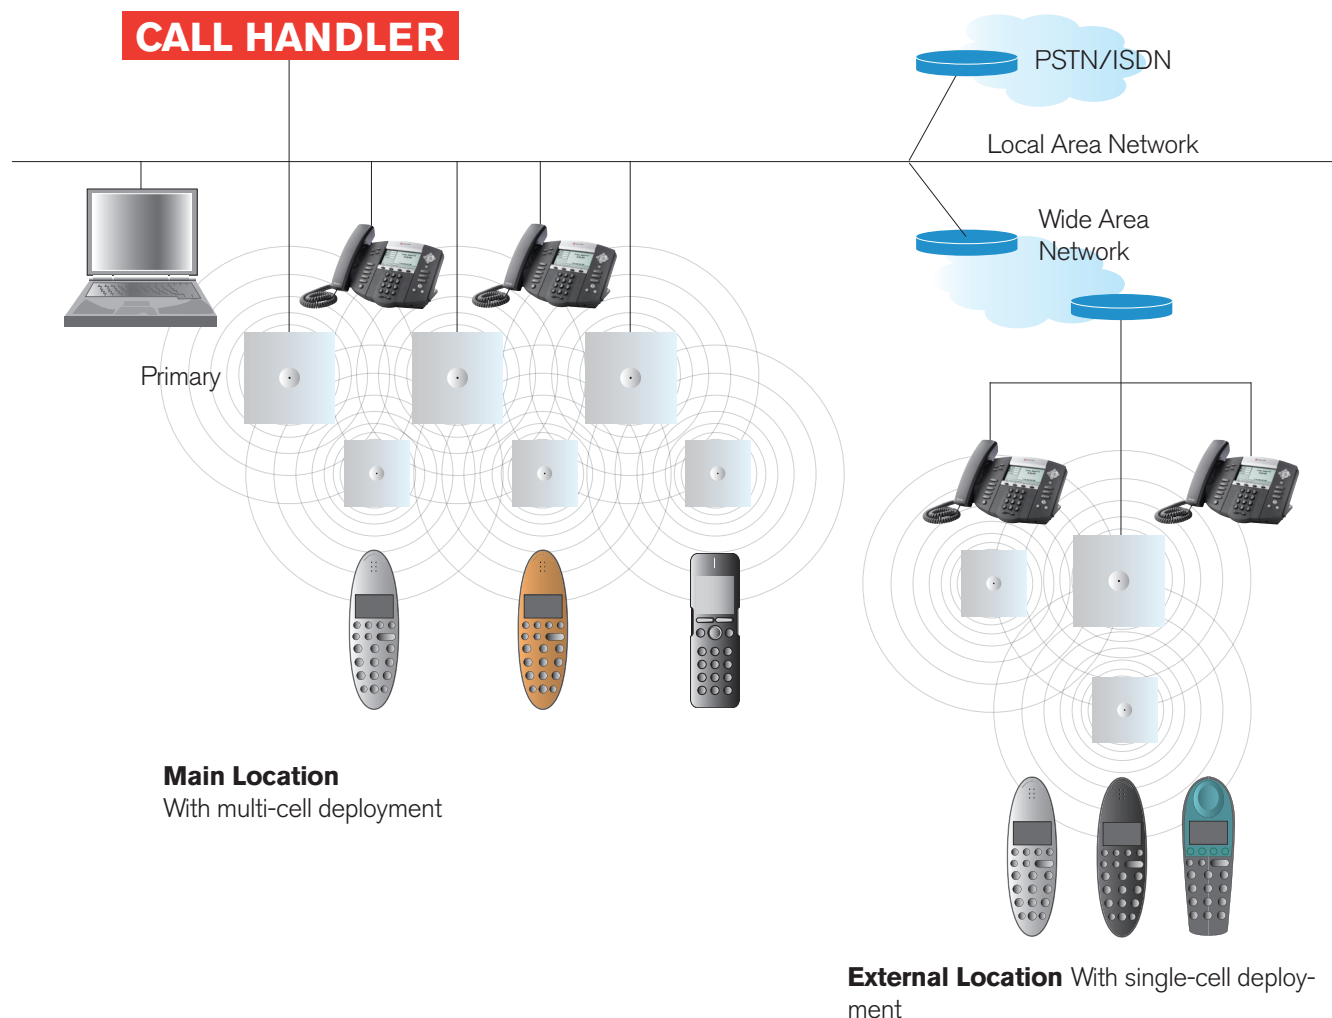 CALL HANDLER
PSTN/ISDN
Local Area Network
Wide Area
Network
Primary
Main Location
With multi-cell deployment
External Location With single-cell deploy-
ment